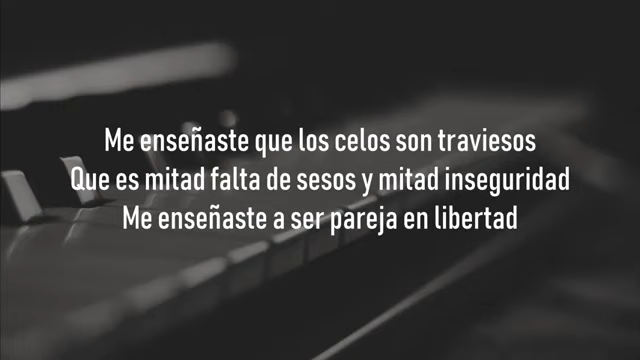 Me enseñaste que los celos son traviesos
Que es mitad falta de sesos y mitad inseguridad
Me enseñaste a ser pareja en libertad